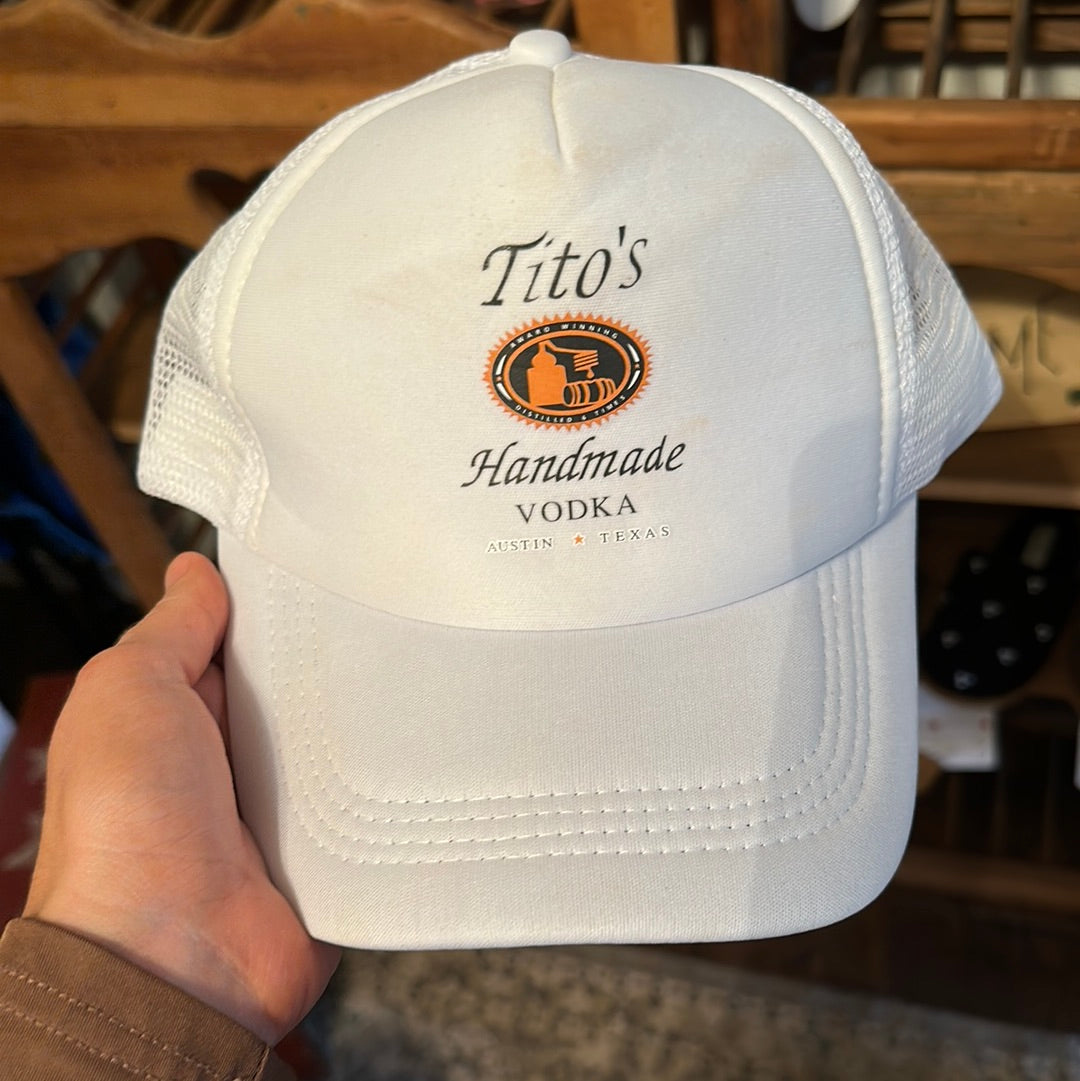 Tito's
AWARD WINNING
DISTILLED 6 TIMES
Handmade
VODKA
AUSTIN ★ TEXAS